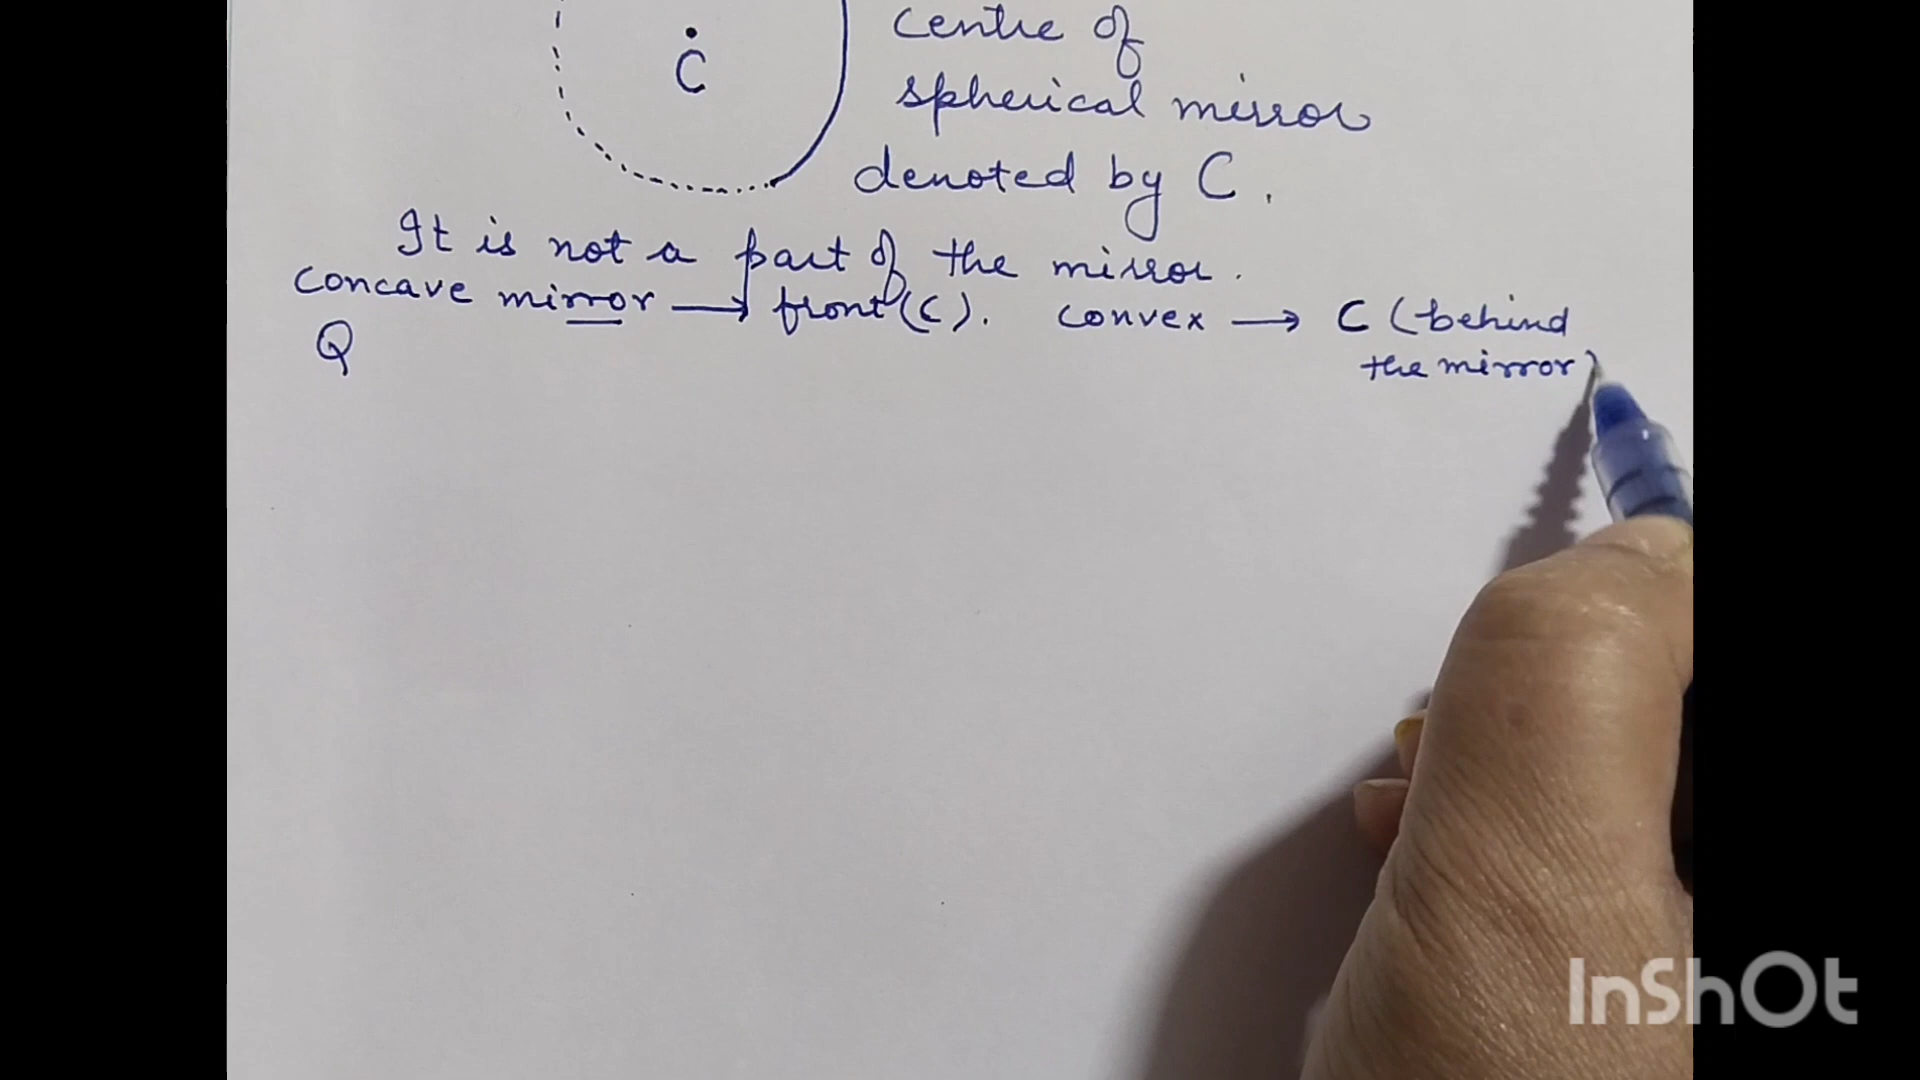 C
centre of
spherical mirror
denoted by C.
It is not a part of the mirror.
concave mirror → front (C). convex → C (behind
the mirror)
Q
InShOt